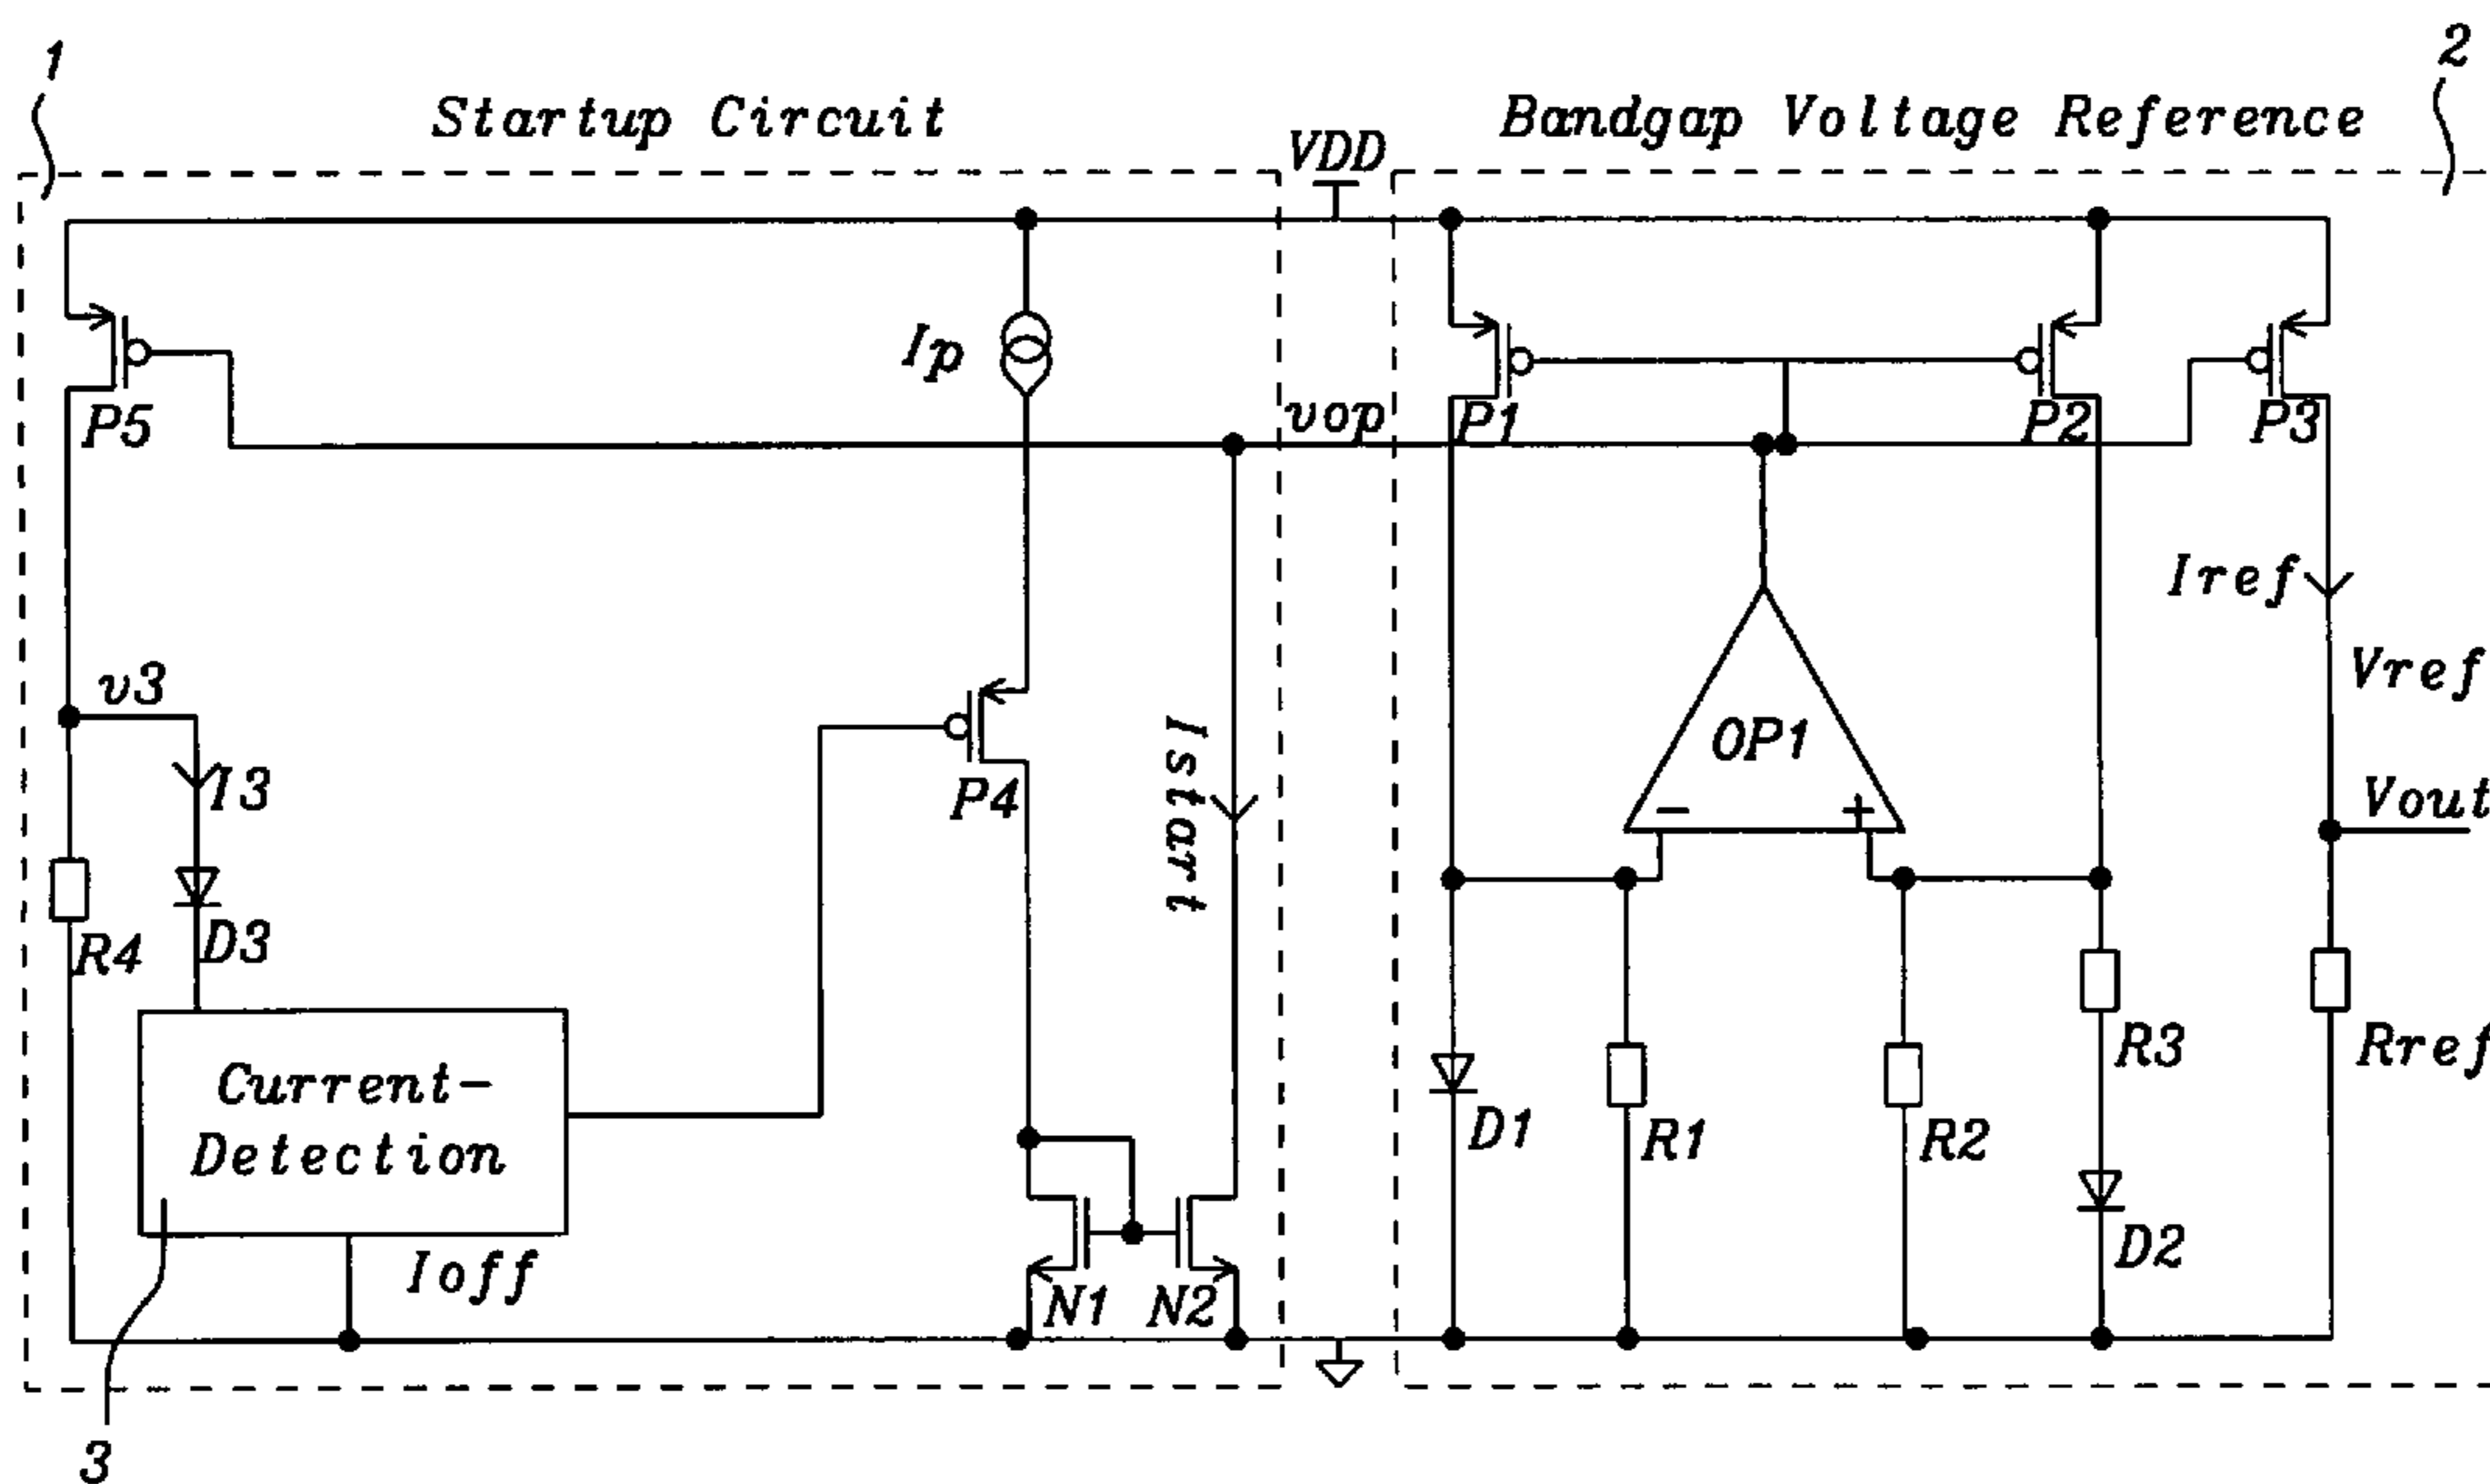 1
2
Startup Circuit
VDD
Bandgap Voltage Reference
Ip
P5
vop
P1
P2
P3
Iref
v3
Vref
I3
P4
Istart
OP1
- +
Vout
D3
R4
Current-
Detection
R3
Rref
D1
R1
R2
D2
Ioff
N1
N2
3